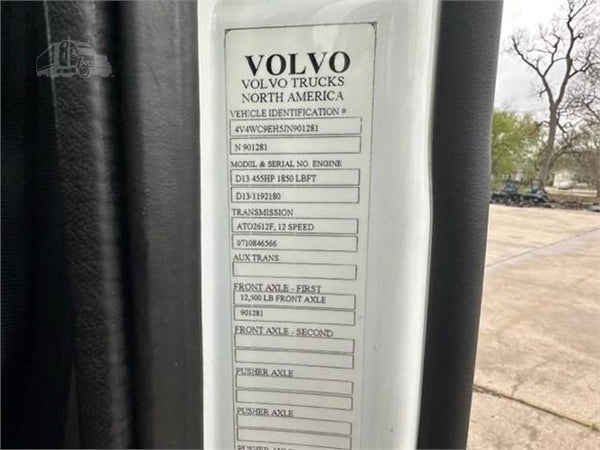 VOLVO
VOLVO TRUCKS
NORTH AMERICA
VEHICLE IDENTIFICATION #
4V4WC9EH5JN901281
N 901281
MODEL & SERIAL NO. ENGINE
D13 455HP 1850 LBFT
D13-1192180
TRANSMISSION
ATO2612F, 12 SPEED
0710846566
AUX TRANS.
FRONT AXLE - FIRST
12,500 LB FRONT AXLE
901281
FRONT AXLE - SECOND
PUSHER AXLE
PUSHER AXLE